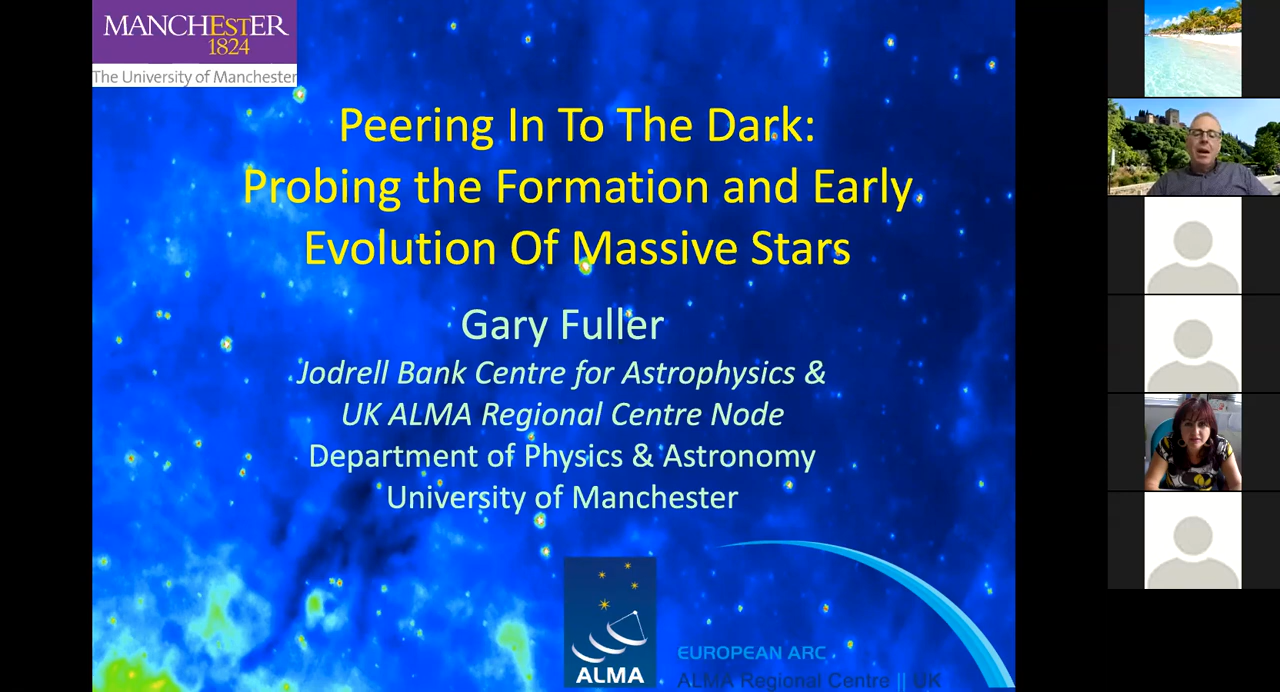 MANCHESTER
1824
The University of Manchester
Peering In To The Dark:
Probing the Formation and Early
Evolution Of Massive Stars
Gary Fuller
Jodrell Bank Centre for Astrophysics &
UK ALMA Regional Centre Node
Department of Physics & Astronomy
University of Manchester
ALMA
EUROPEAN ARC
ALMA Regional Centre || UK